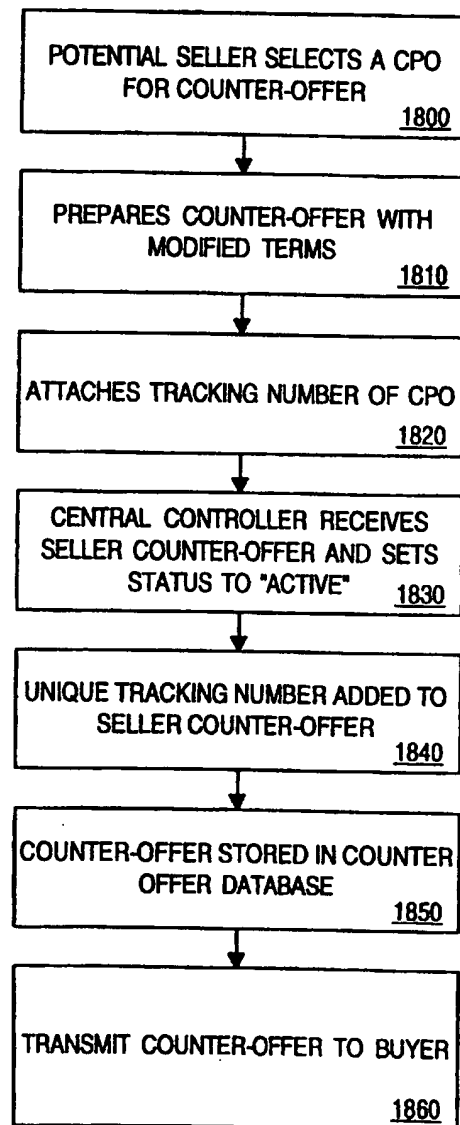 POTENTIAL SELLER SELECTS A CPO
FOR COUNTER-OFFER
1800
PREPARES COUNTER-OFFER WITH
MODIFIED TERMS
1810
ATTACHES TRACKING NUMBER OF CPO
1820
CENTRAL CONTROLLER RECEIVES
SELLER COUNTER-OFFER AND SETS
STATUS TO "ACTIVE"
1830
UNIQUE TRACKING NUMBER ADDED TO
SELLER COUNTER-OFFER
1840
COUNTER-OFFER STORED IN COUNTER
OFFER DATABASE
1850
TRANSMIT COUNTER-OFFER TO BUYER
1860